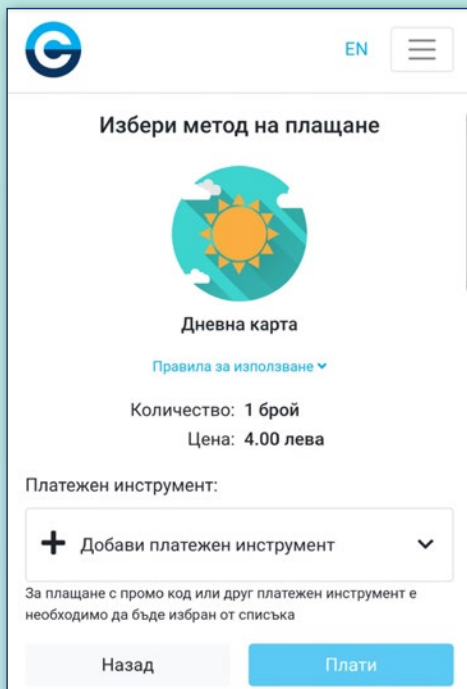 EN
Избери метод на плащане
Дневна карта
Правила за използване
Количество: 1 брой
Цена: 4.00 лева
Платежен инструмент:
Добави платежен инструмент
За плащане с промо код или друг платежен инструмент е
необходимо да бъде избран от списъка
Назад
Плати